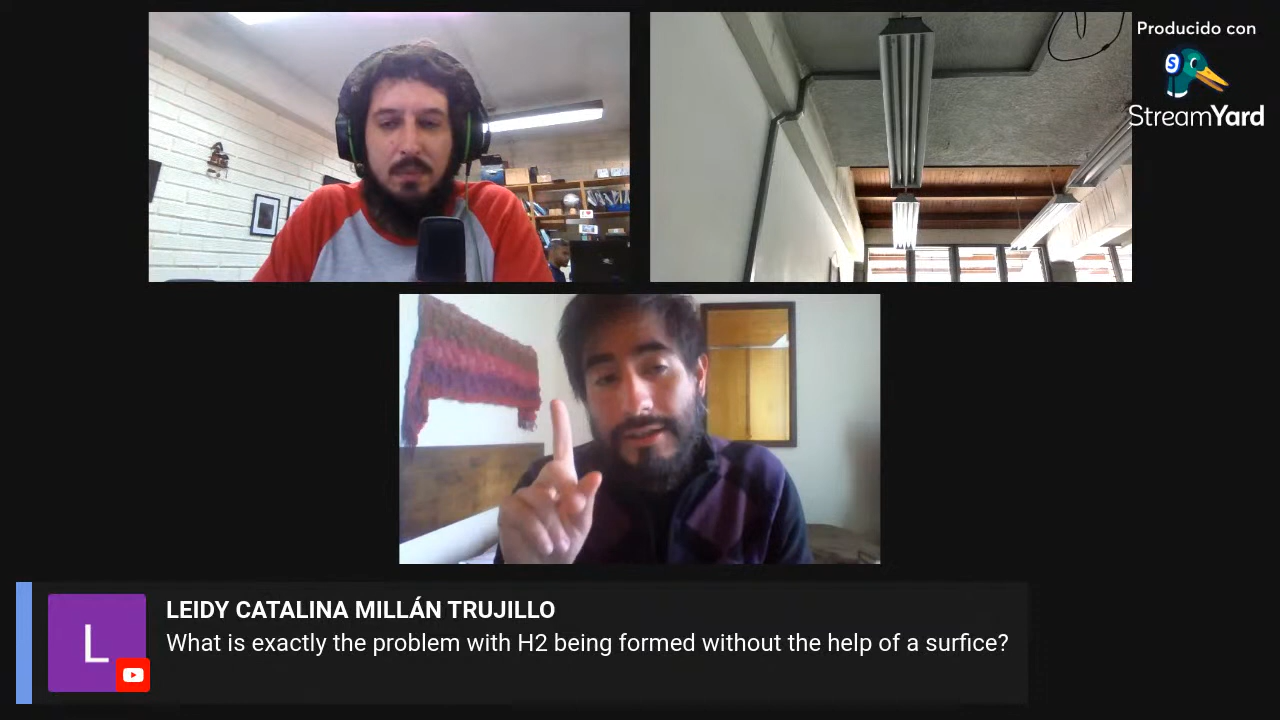 Producido con
S
StreamYard
LEIDY CATALINA MILLÁN TRUJILLO
L
What is exactly the problem with H2 being formed without the help of a surfice?